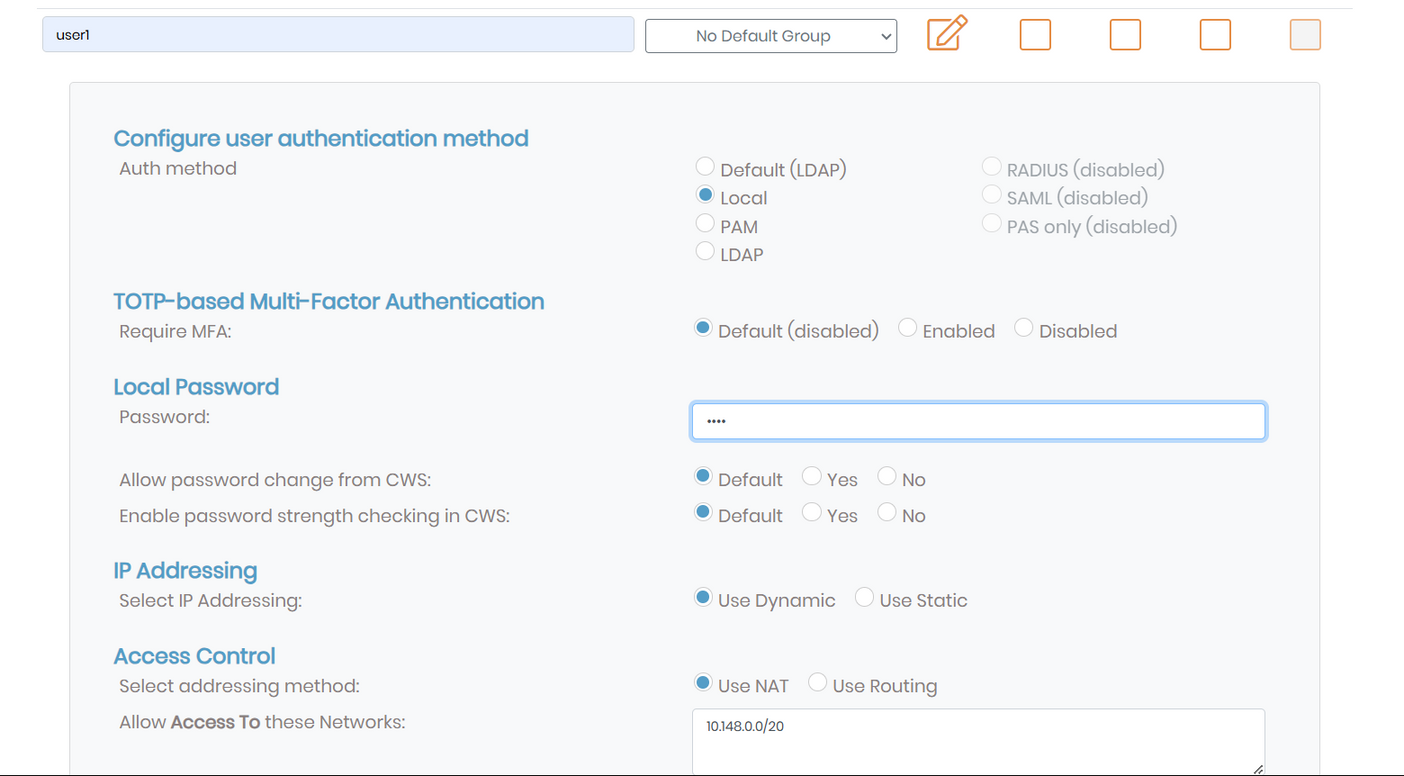 user1 No Default Group
Configure user authentication method
Auth method Default (LDAP) RADIUS (disabled)
Local SAML (disabled)
PAM PAS only (disabled)
LDAP
TOTP-based Multi-Factor Authentication
Require MFA: Default (disabled) Enabled Disabled
Local Password
Password: ••••
Allow password change from CWS: Default Yes No
Enable password strength checking in CWS: Default Yes No
IP Addressing
Select IP Addressing: Use Dynamic Use Static
Access Control
Select addressing method: Use NAT Use Routing
Allow Access To these Networks: 10.148.0.0/20